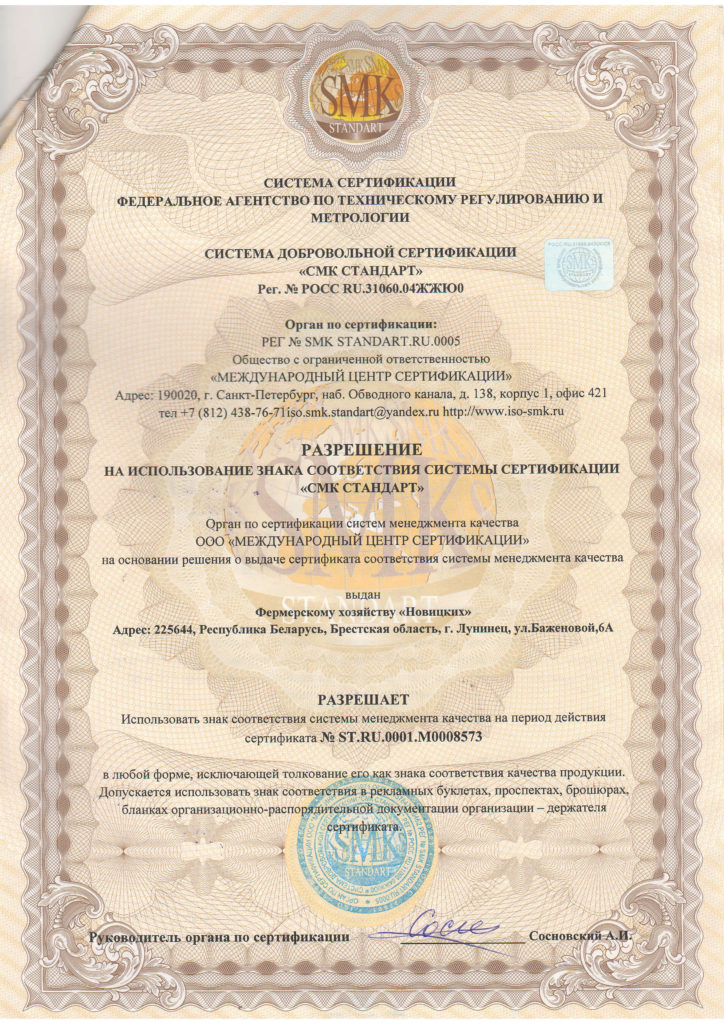 SMK
STANDART
СИСТЕМА СЕРТИФИКАЦИИ
ФЕДЕРАЛЬНОЕ АГЕНТСТВО ПО ТЕХНИЧЕСКОМУ РЕГУЛИРОВАНИЮ И
МЕТРОЛОГИИ
СИСТЕМА ДОБРОВОЛЬНОЙ СЕРТИФИКАЦИИ
«СМК СТАНДАРТ»
Рег. № РОСС RU.31060.04ЖЖЮ0
SMK
Орган по сертификации:
РЕГ № SMK STANDART.RU.0005
Общество с ограниченной ответственностью
«МЕЖДУНАРОДНЫЙ ЦЕНТР СЕРТИФИКАЦИИ»
Адрес: 190020, г. Санкт-Петербург, наб. Обводного канала, д. 138, корпус 1, офис 421
тел +7 (812) 438-76-71iso.smk.standart@yandex.ru http://www.iso-smk.ru
РАЗРЕШЕНИЕ
НА ИСПОЛЬЗОВАНИЕ ЗНАКА СООТВЕТСТВИЯ СИСТЕМЫ СЕРТИФИКАЦИИ
«СМК СТАНДАРТ»
Орган по сертификации систем менеджмента качества
ООО «МЕЖДУНАРОДНЫЙ ЦЕНТР СЕРТИФИКАЦИИ»
на основании решения о выдаче сертификата соответствия системы менеджмента качества
SMK
выдан
STANDART
Фермерскому хозяйству «Новицких»
Адрес: 225644, Республика Беларусь, Брестская область, г. Лунинец, ул.Баженовой,6А
РАЗРЕШАЕТ
Использовать знак соответствия системы менеджмента качества на период действия
сертификата № ST.RU.0001.M0008573
в любой форме, исключающей толкование его как знака соответствия качества продукции.
Допускается использовать знак соответствия в рекламных буклетах, проспектах, брошюрах,
бланках организационно-распорядительной документации организации – держателя
сертификата.
SMK
STANDART
Руководитель органа по сертификации Сосновский А.И.